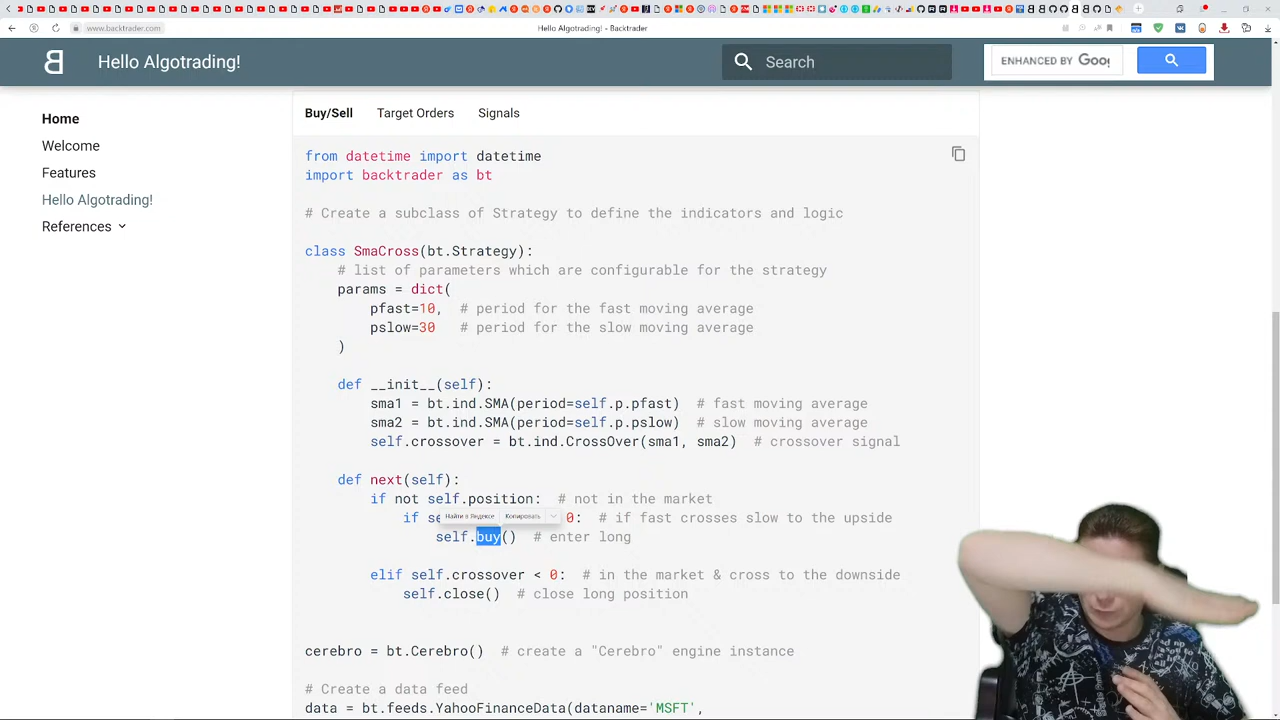 www.backtrader.com
Hello Algotrading! - Backtrader
Hello Algotrading!
Search
ENHANCED BY Goog
Home
Welcome
Features
Hello Algotrading!
References
Buy/Sell Target Orders Signals
from datetime import datetime
import backtrader as bt
# Create a subclass of Strategy to define the indicators and logic
class SmaCross(bt.Strategy):
# list of parameters which are configurable for the strategy
params = dict(
pfast=10, # period for the fast moving average
pslow=30 # period for the slow moving average
)
def __init__(self):
sma1 = bt.ind.SMA(period=self.p.pfast) # fast moving average
sma2 = bt.ind.SMA(period=self.p.pslow) # slow moving average
self.crossover = bt.ind.CrossOver(sma1, sma2) # crossover signal
def next(self):
if not self.position: # not in the market
if se
Найти в Яндексе Копировать
0: # if fast crosses slow to the upside
self.buy() # enter long
elif self.crossover < 0: # in the market & cross to the downside
self.close() # close long position
cerebro = bt.Cerebro() # create a "Cerebro" engine instance
# Create a data feed
data = bt.feeds.YahooFinanceData(dataname='MSFT',